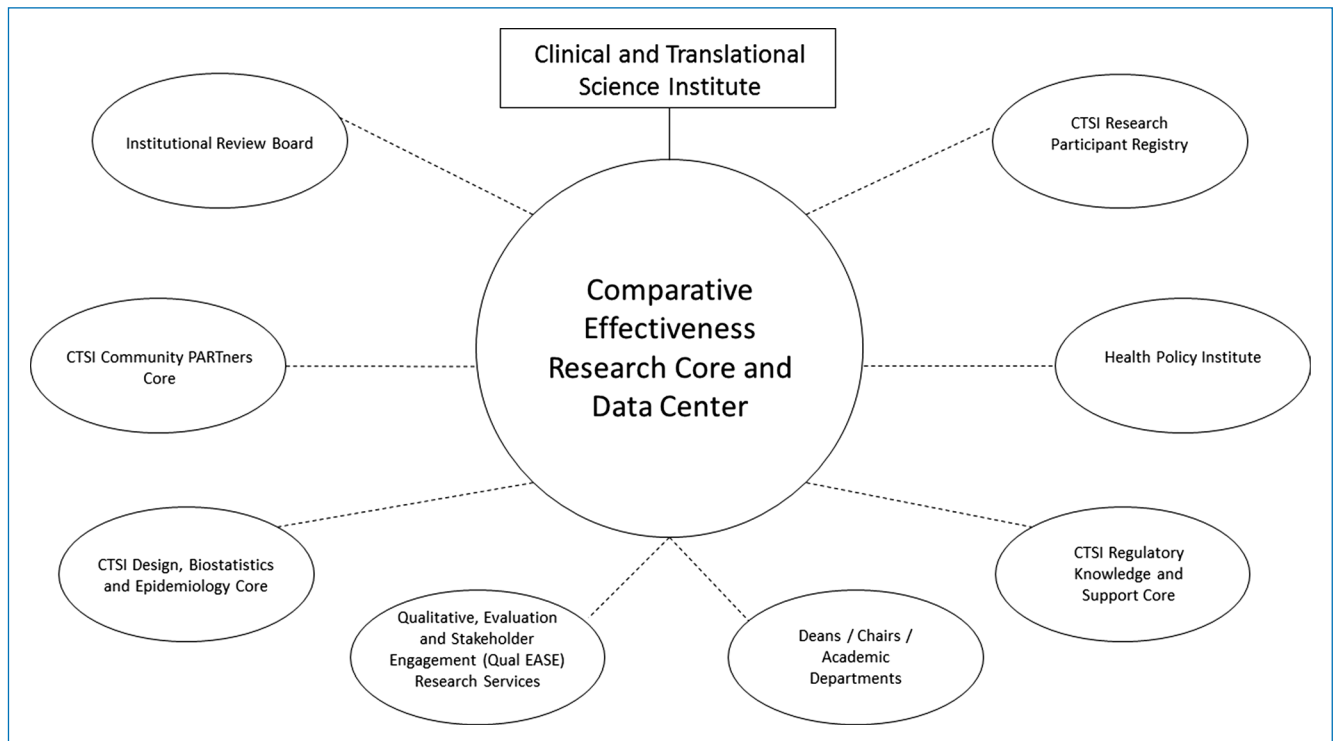 Clinical and Translational
Science Institute
Institutional Review Board
CTSI Research
Participant Registry
Comparative
Effectiveness
Research Core and
Data Center
CTSI Community PARTners
Core
Health Policy Institute
CTSI Design, Biostatistics
and Epidemiology Core
CTSI Regulatory
Knowledge and
Support Core
Qualitative, Evaluation
and Stakeholder
Engagement (Qual EASE)
Research Services
Deans / Chairs /
Academic
Departments